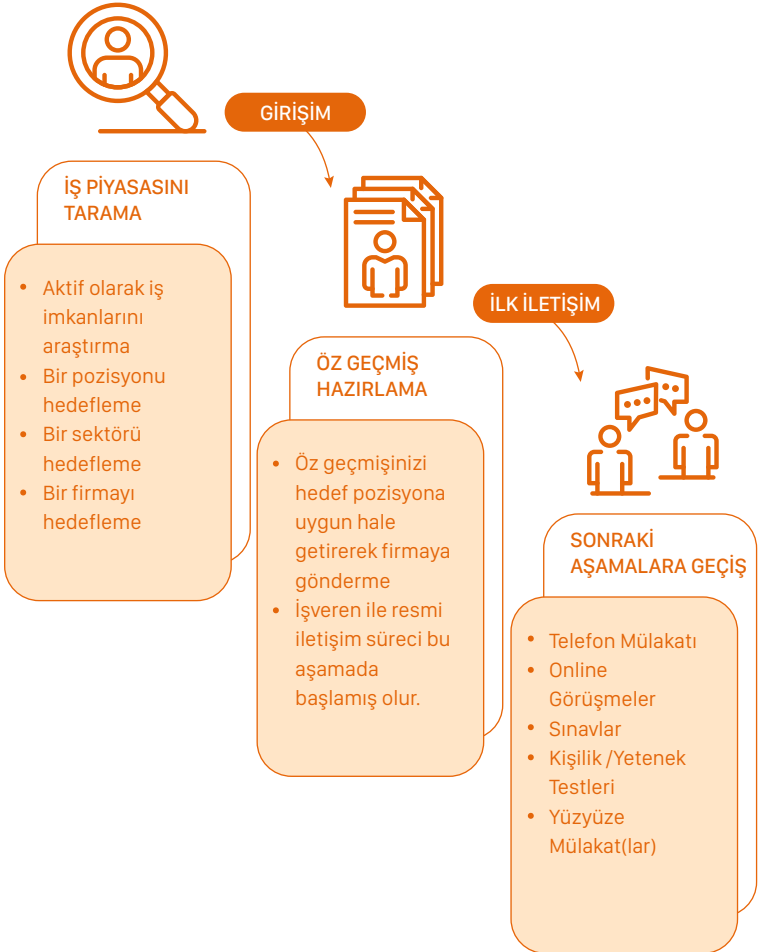 GİRİŞİM
İŞ PİYASASINI
TARAMA
• Aktif olarak iş
imkanlarını
araştırma
• Bir pozisyonu
hedefleme
• Bir sektörü
hedefleme
• Bir firmayı
hedefleme
İLK İLETİŞİM
ÖZ GEÇMİŞ
HAZIRLAMA
• Öz geçmişinizi
hedef pozisyona
uygun hale
getirerek firmaya
gönderme
• İşveren ile resmi
iletişim süreci bu
aşamada
başlamış olur.
SONRAKİ
AŞAMALARA GEÇİŞ
• Telefon Mülakatı
• Online
Görüşmeler
• Sınavlar
• Kişilik /Yetenek
Testleri
• Yüzyüze
Mülakat(lar)